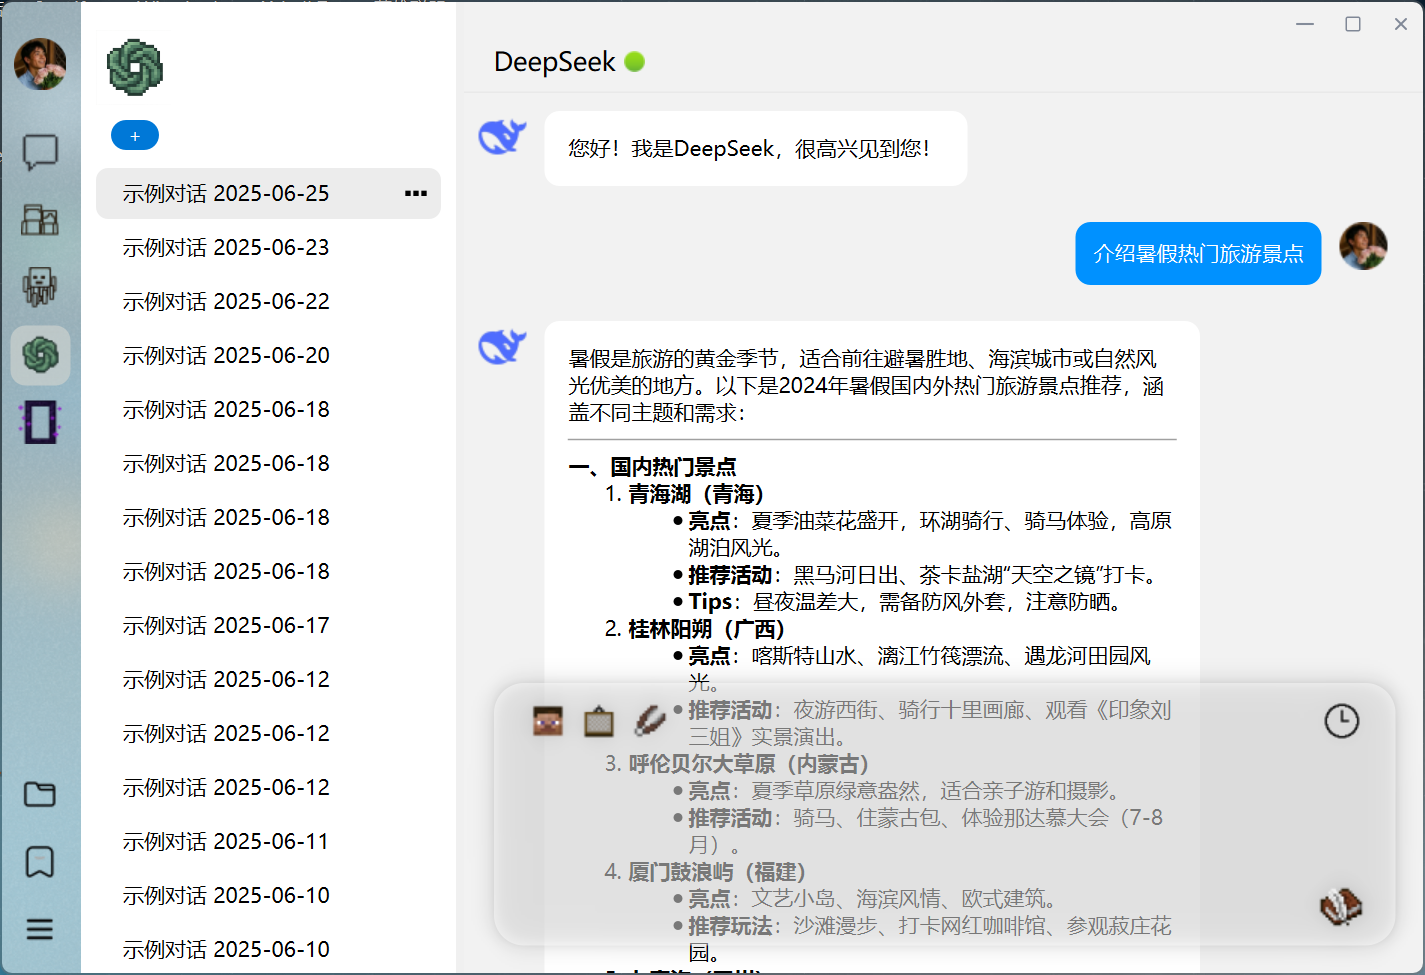 +
示例对话 2025-06-25
示例对话 2025-06-23
示例对话 2025-06-22
示例对话 2025-06-20
示例对话 2025-06-18
示例对话 2025-06-18
示例对话 2025-06-18
示例对话 2025-06-18
示例对话 2025-06-17
示例对话 2025-06-12
示例对话 2025-06-12
示例对话 2025-06-12
示例对话 2025-06-11
示例对话 2025-06-10
示例对话 2025-06-10
DeepSeek
您好！我是DeepSeek，很高兴见到您！
介绍暑假热门旅游景点
暑假是旅游的黄金季节，适合前往避暑胜地、海滨城市或自然风
光优美的地方。以下是2024年暑假国内外热门旅游景点推荐，涵
盖不同主题和需求：
一、国内热门景点
1. 青海湖（青海）
• 亮点：夏季油菜花盛开，环湖骑行、骑马体验，高原
湖泊风光。
• 推荐活动：黑马河日出、茶卡盐湖“天空之镜”打卡。
• Tips：昼夜温差大，需备防风外套，注意防晒。
2. 桂林阳朔（广西）
• 亮点：喀斯特山水、漓江竹筏漂流、遇龙河田园风
光。
• 推荐活动：夜游西街、骑行十里画廊、观看《印象刘
三姐》实景演出。
3. 呼伦贝尔大草原（内蒙古）
• 亮点：夏季草原绿意盎然，适合亲子游和摄影。
• 推荐活动：骑马、住蒙古包、体验那达慕大会（7-8
月）。
4. 厦门鼓浪屿（福建）
• 亮点：文艺小岛、海滨风情、欧式建筑。
• 推荐玩法：沙滩漫步、打卡网红咖啡馆、参观菽庄花
园。